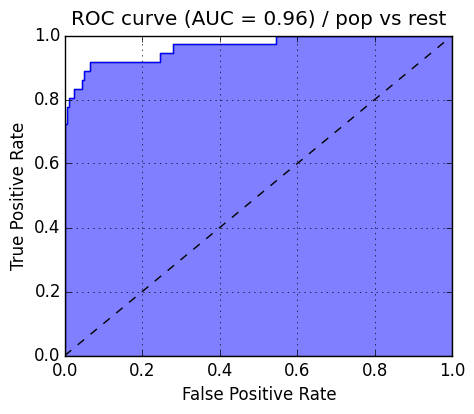 ROC curve (AUC = 0.96) / pop vs rest
1.0
0.8
0.6
0.4
0.2
0.0
True Positive Rate
0.0 0.2 0.4 0.6 0.8 1.0
False Positive Rate